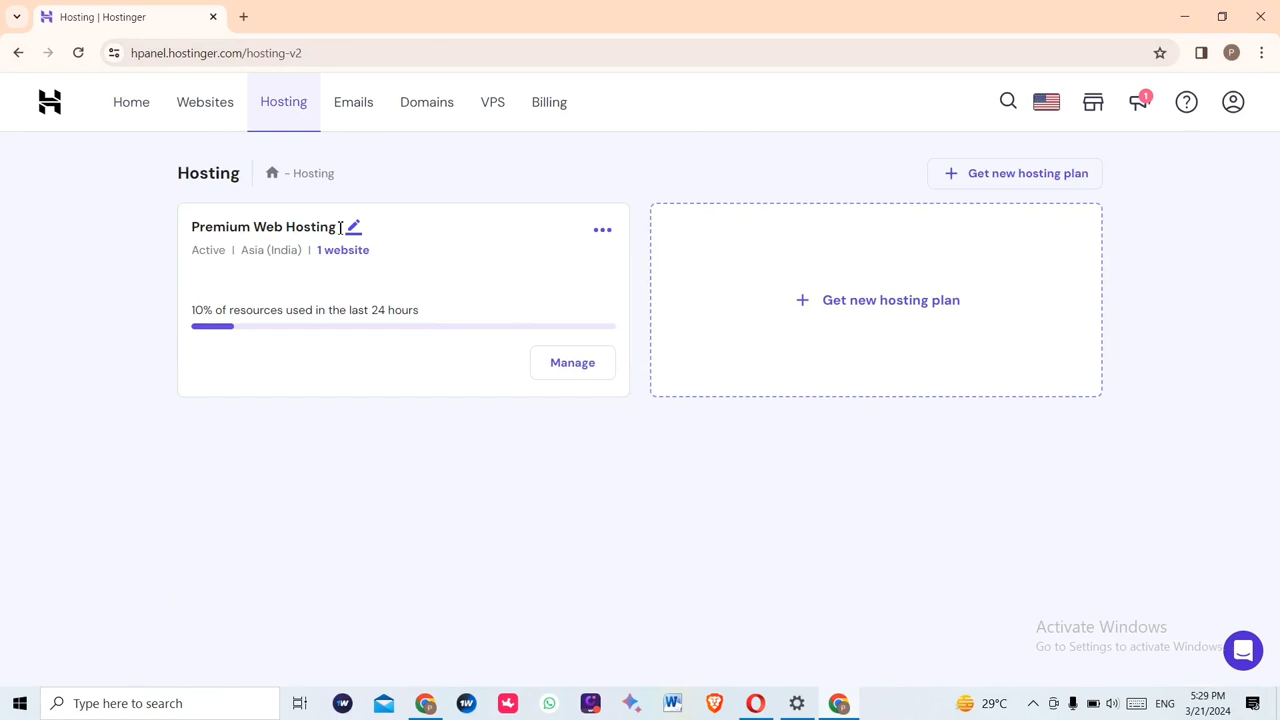 Hosting | Hostinger
hpanel.hostinger.com/hosting-v2
P
Home Websites Hosting Emails Domains VPS Billing
1
Hosting - Hosting
+ Get new hosting plan
Premium Web Hosting
Active | Asia (India) | 1 website
10% of resources used in the last 24 hours
Manage
+ Get new hosting plan
Activate Windows
Go to Settings to activate Windows.
Type here to search
1W
1W
29°C
ENG
5:29 PM
3/21/2024